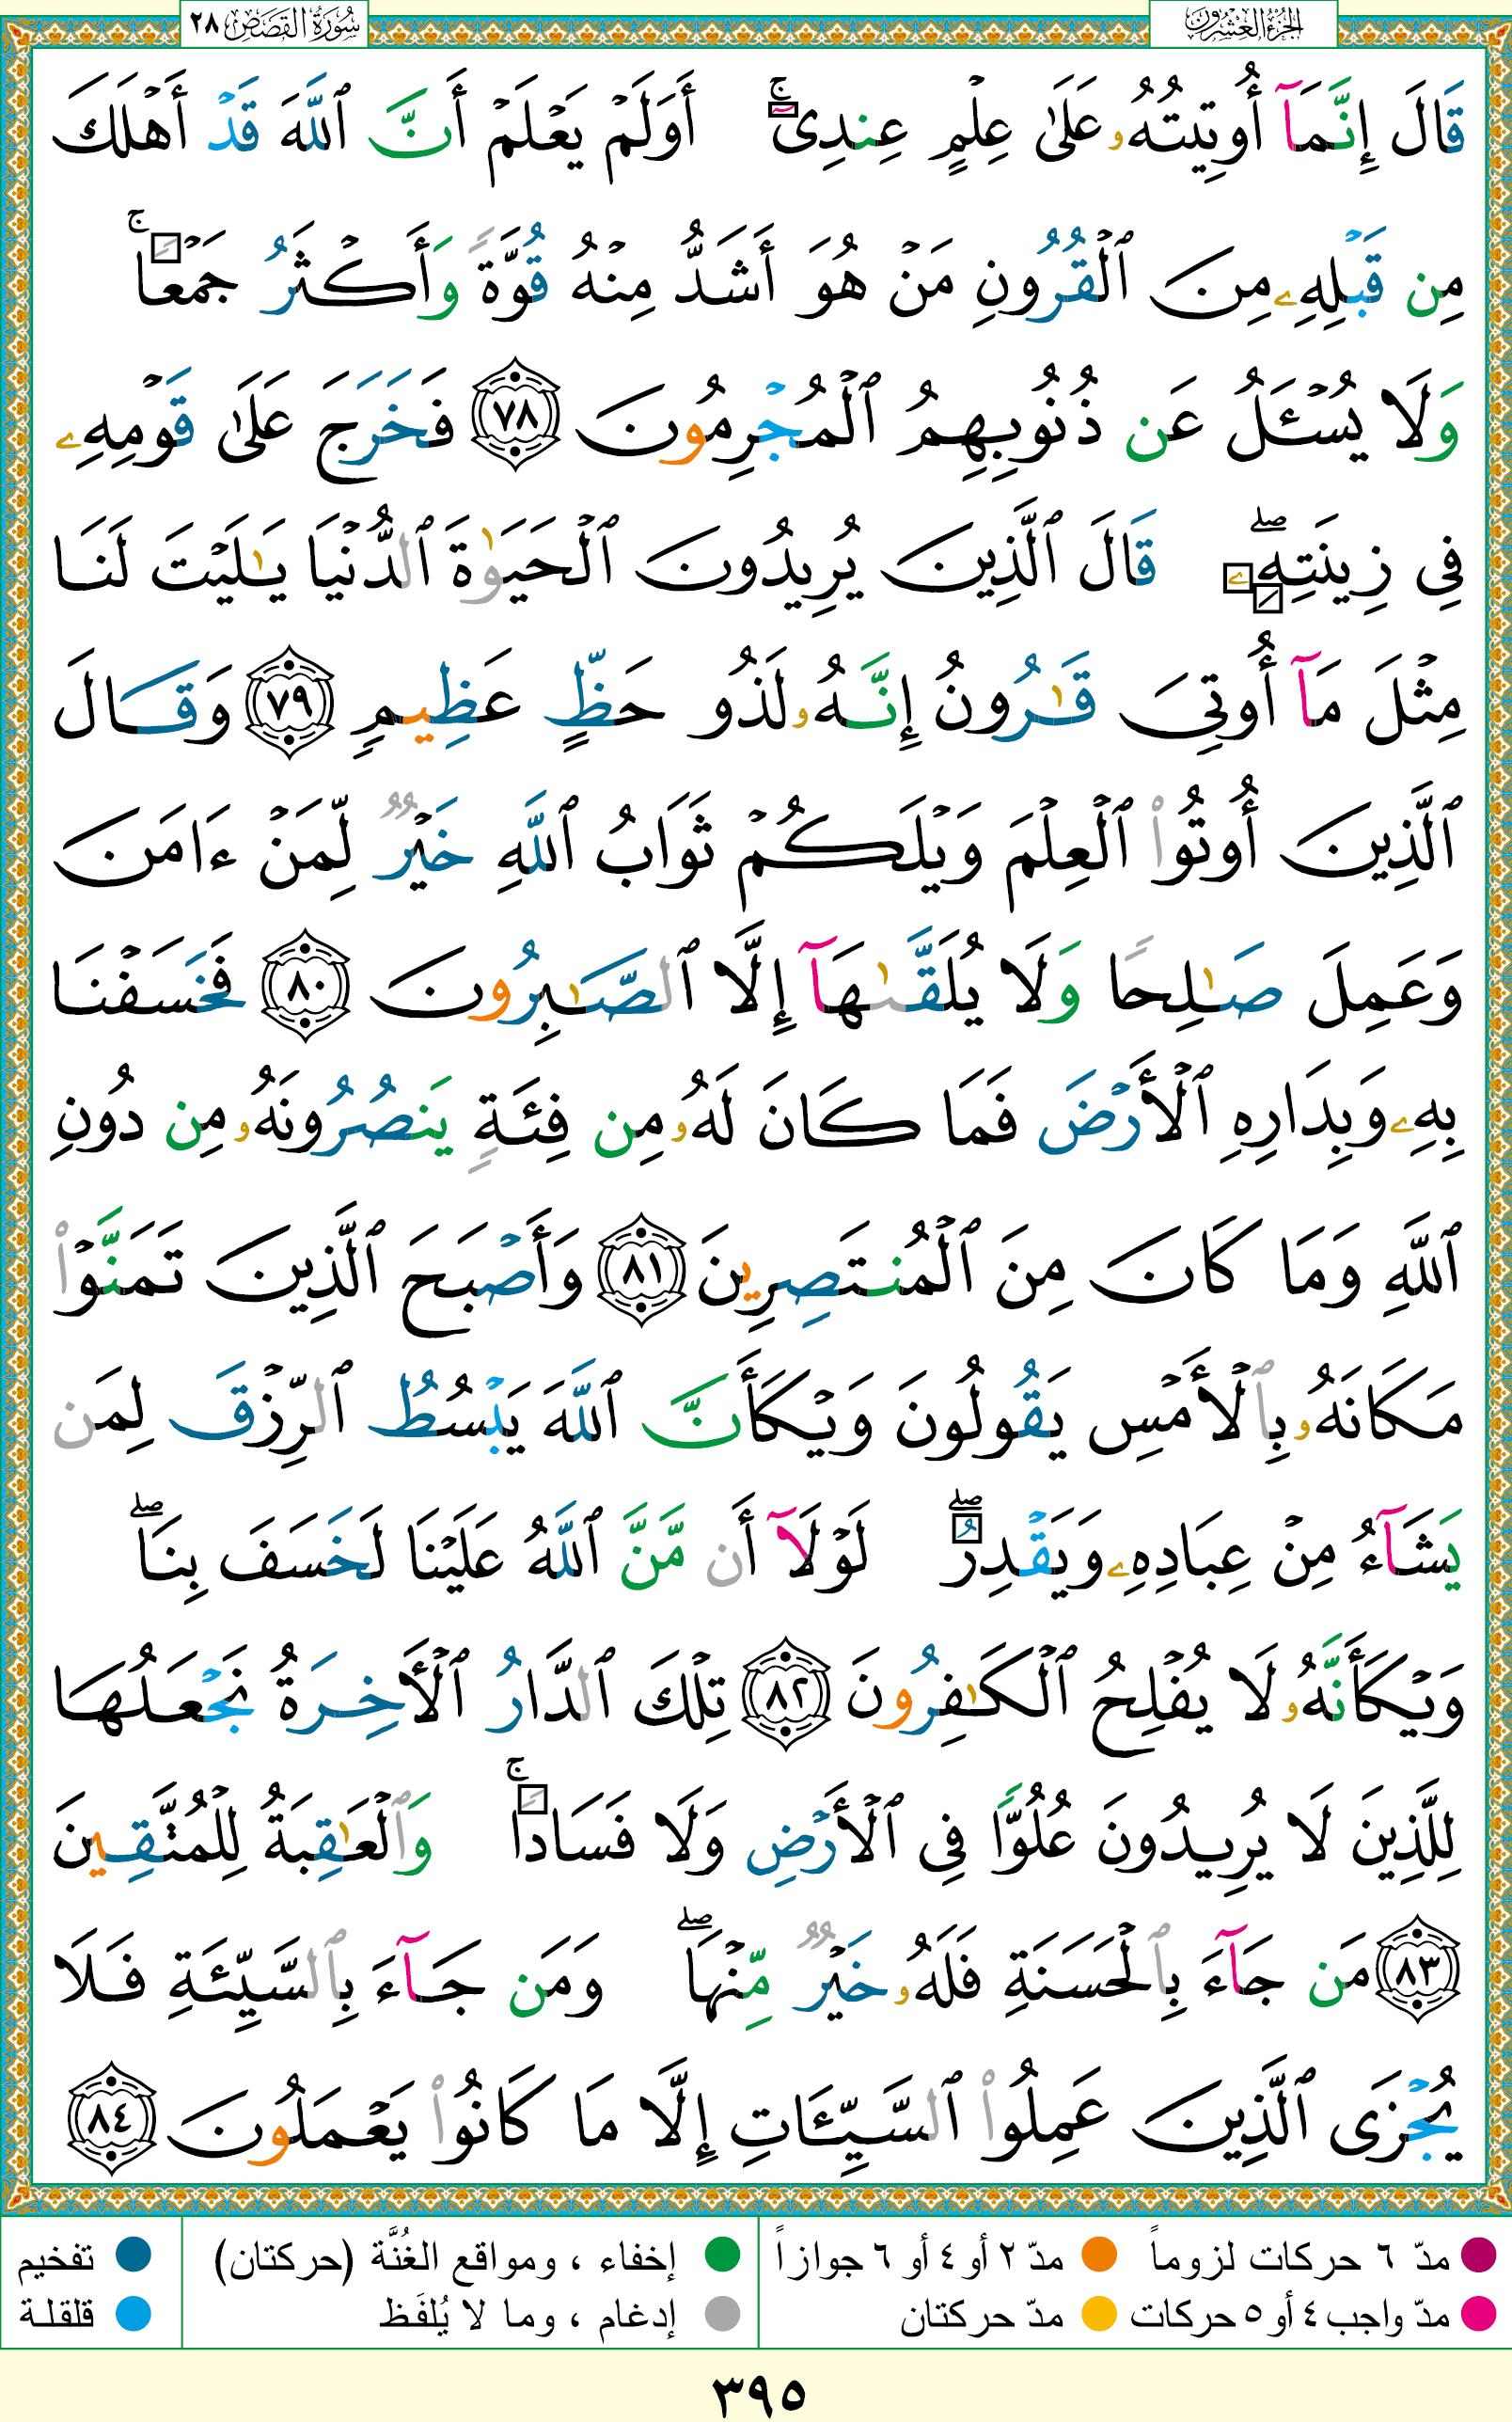 الجزء العشرون
سورة القصص ٢٨
قَالَ إِنَّمَآ أُوتِيتُهُۥ عَلَىٰ عِلۡمٍ عِندِيٓۚ أَوَلَمۡ يَعۡلَمۡ أَنَّ ٱللَّهَ قَدۡ أَهۡلَكَ
مِن قَبۡلِهِۦ مِنَ ٱلۡقُرُونِ مَنۡ هُوَ أَشَدُّ مِنۡهُ قُوَّةٗ وَأَكۡثَرُ جَمۡعٗاۚ
وَلَا يُسۡـَٔلُ عَن ذُنُوبِهِمُ ٱلۡمُجۡرِمُونَ ٧٨ فَخَرَجَ عَلَىٰ قَوۡمِهِۦ
فِي زِينَتِهِۦۖ قَالَ ٱلَّذِينَ يُرِيدُونَ ٱلۡحَيَوٰةَ ٱلدُّنۡيَا يَٰلَيۡتَ لَنَا
مِثۡلَ مَآ أُوتِيَ قَٰرُونُ إِنَّهُۥ لَذُو حَظٍّ عَظِيمٖ ٧٩ وَقَالَ
ٱلَّذِينَ أُوتُواْ ٱلۡعِلۡمَ وَيۡلَكُمۡ ثَوَابُ ٱللَّهِ خَيۡرٞ لِّمَنۡ ءَامَنَ
وَعَمِلَ صَٰلِحٗا وَلَا يُلَقَّىٰهَآ إِلَّا ٱلصَّٰبِرُونَ ٨٠ فَخَسَفۡنَا
بِهِۦ وَبِدَارِهِ ٱلۡأَرۡضَ فَمَا كَانَ لَهُۥ مِن فِئَةٖ يَنصُرُونَهُۥ مِن دُونِ
ٱللَّهِ وَمَا كَانَ مِنَ ٱلۡمُنتَصِرِينَ ٨١ وَأَصۡبَحَ ٱلَّذِينَ تَمَنَّوۡاْ
مَكَانَهُۥ بِٱلۡأَمۡسِ يَقُولُونَ وَيۡكَأَنَّ ٱللَّهَ يَبۡسُطُ ٱلرِّزۡقَ لِمَن
يَشَآءُ مِنۡ عِبَادِهِۦ وَيَقۡدِرُۖ لَوۡلَآ أَن مَّنَّ ٱللَّهُ عَلَيۡنَا لَخَسَفَ بِنَاۖ
وَيۡكَأَنَّهُۥ لَا يُفۡلِحُ ٱلۡكَٰفِرُونَ ٨٢ تِلۡكَ ٱلدَّارُ ٱلۡأٓخِرَةُ نَجۡعَلُهَا
لِلَّذِينَ لَا يُرِيدُونَ عُلُوّٗا فِي ٱلۡأَرۡضِ وَلَا فَسَادٗاۚ وَٱلۡعَٰقِبَةُ لِلۡمُتَّقِينَ
٨٣ مَن جَآءَ بِٱلۡحَسَنَةِ فَلَهُۥ خَيۡرٞ مِّنۡهَاۖ وَمَن جَآءَ بِٱلسَّيِّئَةِ فَلَا
يُجۡزَى ٱلَّذِينَ عَمِلُواْ ٱلسَّيِّـَٔاتِ إِلَّا مَا كَانُواْ يَعۡمَلُونَ ٨٤
مدّ ٦ حركات لزوماً مدّ ٢ أو ٤ أو ٦ جوازاً إخفاء ، ومواقع الغُنَّة (حركتان) تفخيم
مدّ واجب ٤ أو ٥ حركات مدّ حركتان إدغام ، وما لا يُلفَظ قلقلة
٣٩٥